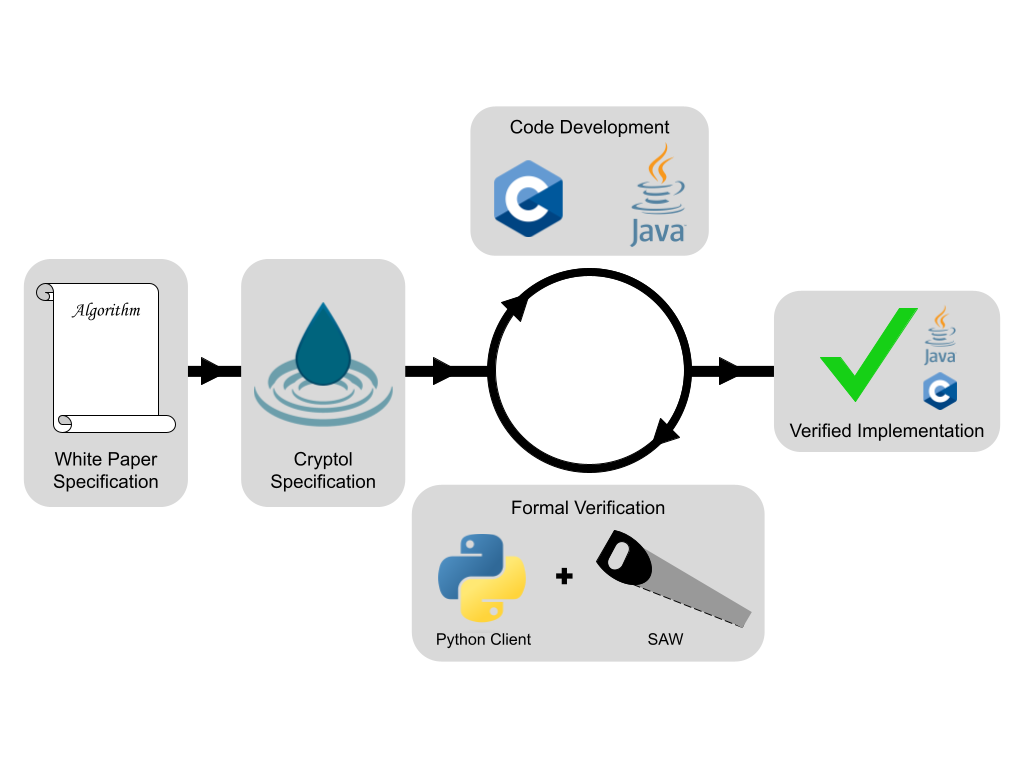 Code Development
C
Java
Algorithm
White Paper
Specification
Cryptol
Specification
Java
C
Verified Implementation
Formal Verification
Python Client
SAW